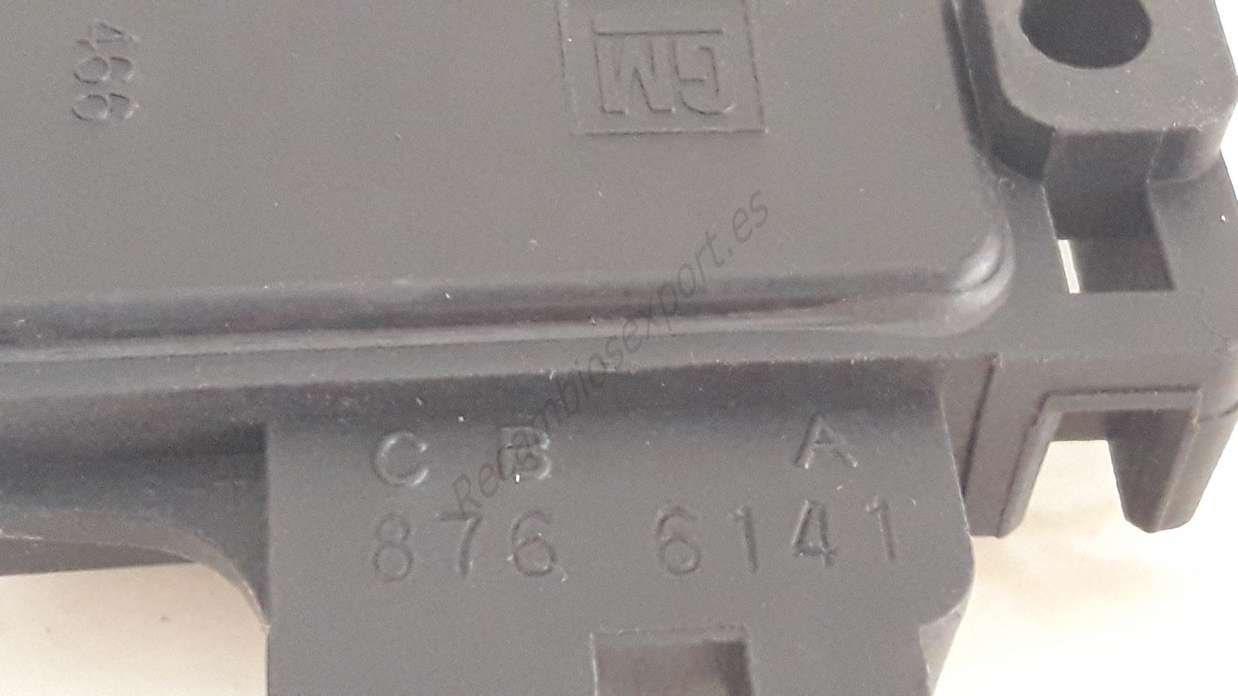 466
GM
Recambiosexport.es
C B A
876 6141